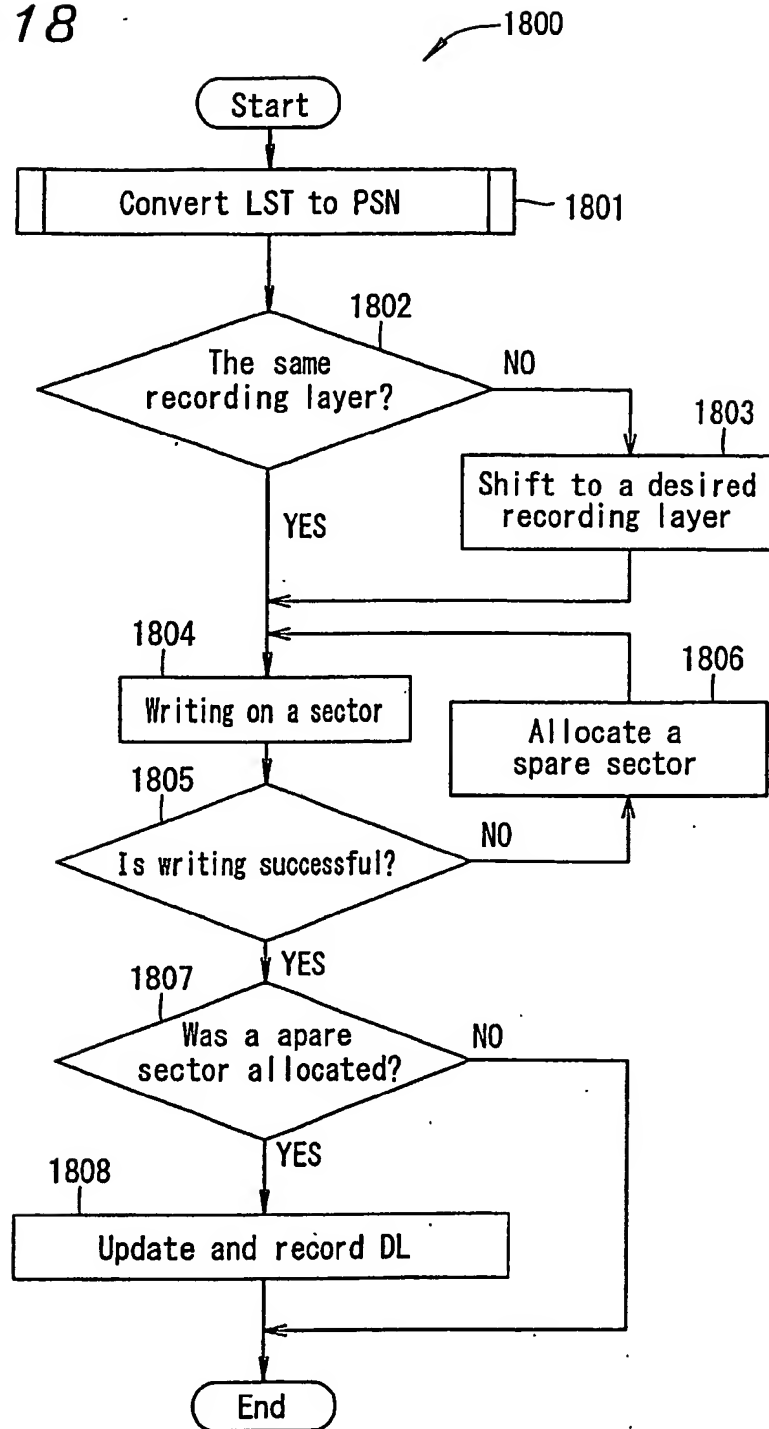 18
1800
Start
Convert LST to PSN
1801
1802
The same
recording layer?
NO
1803
Shift to a desired
recording layer
YES
1804
1806
Writing on a sector
Allocate a
spare sector
1805
Is writing successful?
NO
YES
1807
Was a apare
sector allocated?
NO
YES
1808
Update and record DL
End